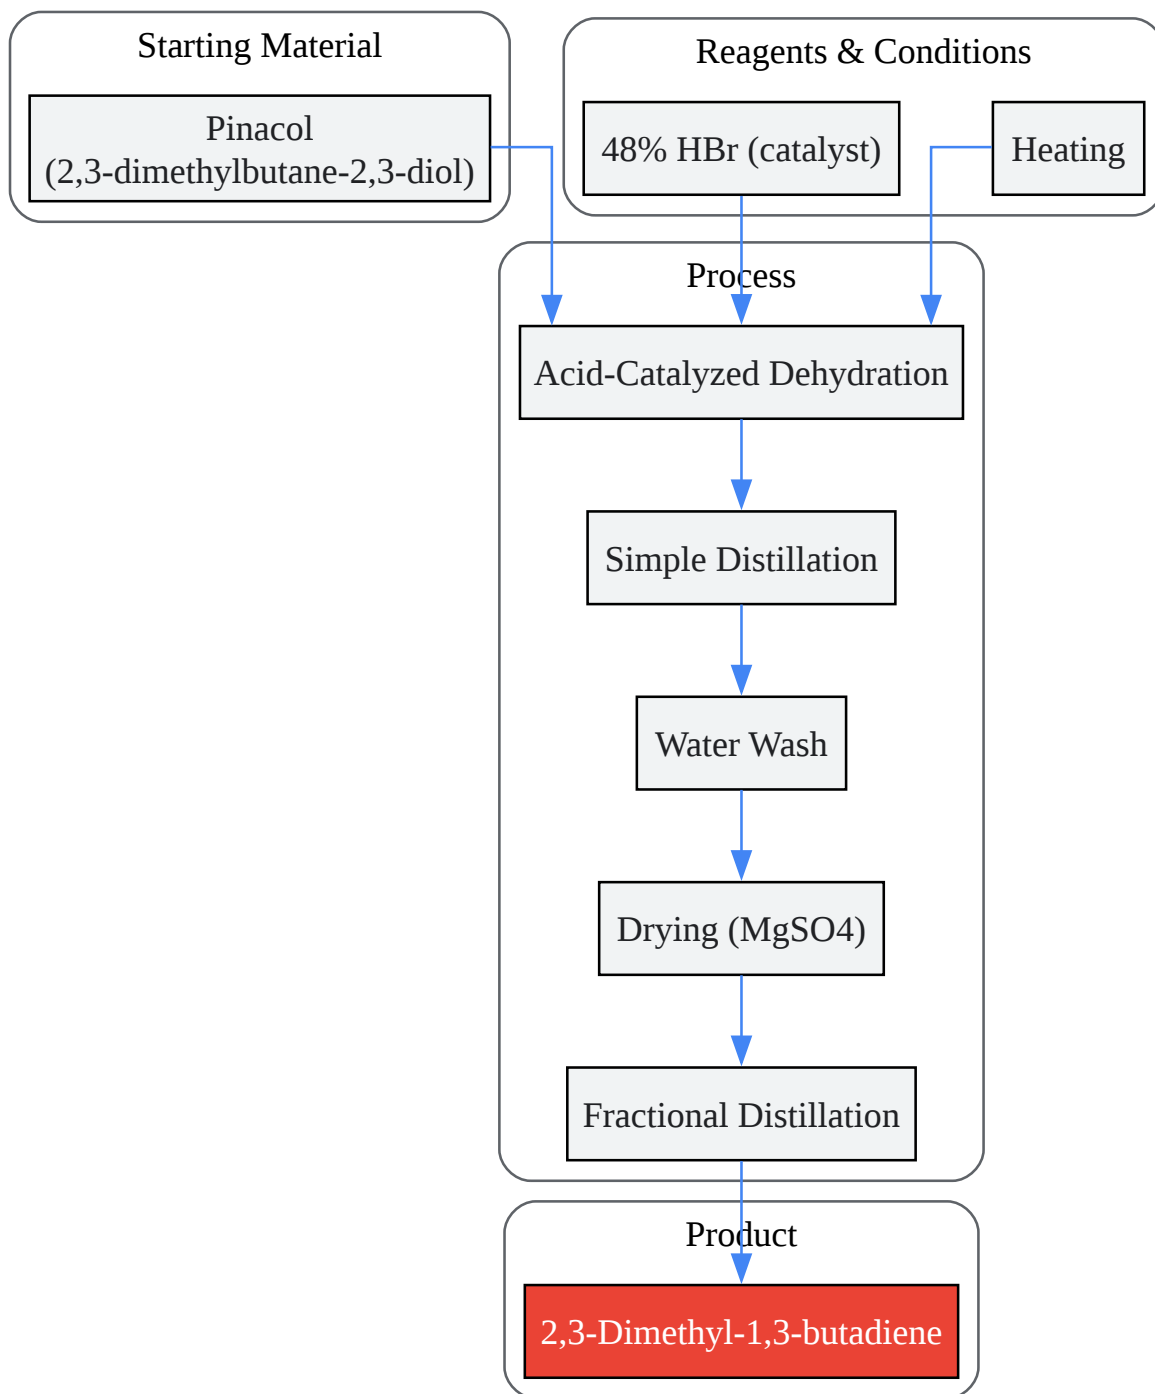 Starting Material
Pinacol
(2,3-dimethylbutane-2,3-diol)
Reagents & Conditions
48% HBr (catalyst)
Heating
Process
Acid-Catalyzed Dehydration
Simple Distillation
Water Wash
Drying (MgSO4)
Fractional Distillation
Product
2,3-Dimethyl-1,3-butadiene